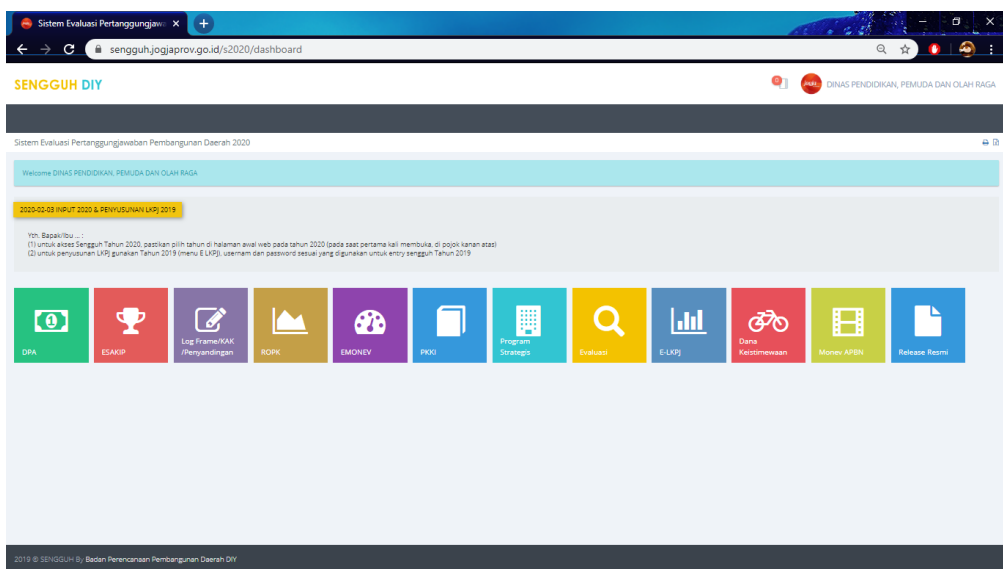 Sistem Evaluasi Pertanggungjawa
sengguh.jogjaprov.go.id/s2020/dashboard
SENGGUH DIY
0
DINAS PENDIDIKAN, PEMUDA DAN OLAH RAGA
Sistem Evaluasi Pertanggungjawaban Pembangunan Daerah 2020
Welcome DINAS PENDIDIKAN, PEMUDA DAN OLAH RAGA
2020-02-03 INPUT 2020 & PENYUSUNAN LKPJ 2019
Yth. Bapak/Ibu ... :
(1) untuk akses Sengguh Tahun 2020, pastikan pilih tahun di halaman awal web pada tahun 2020 (pada saat pertama kali membuka, di pojok kanan atas)
(2) untuk penyusunan LKPJ gunakan Tahun 2019 (menu E LKPJ), usernam dan password sesuai yang digunakan untuk entry sengguh Tahun 2019
DPA
ESAKIP
Log Frame/KAK
/Penyandingan
ROPK
EMONEV
PKKI
Program
Strategis
Evaluasi
E-LKPJ
Dana
Keistimewaan
Monev APBN
Release Resmi
2019 © SENGGUH By Badan Perencanaan Pembangunan Daerah DIY